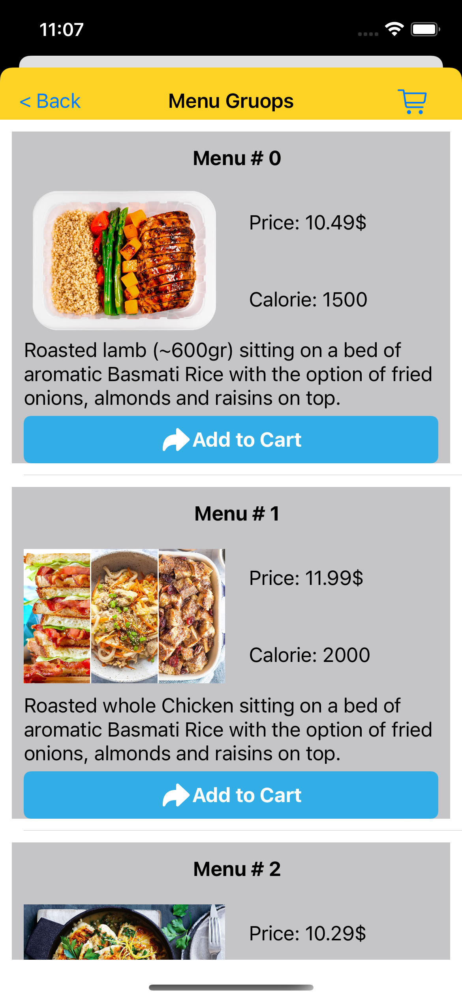 11:07
< Back
Menu Gruops
Menu # 0
Price: 10.49$
Calorie: 1500
Roasted lamb (~600gr) sitting on a bed of
aromatic Basmati Rice with the option of fried
onions, almonds and raisins on top.
Add to Cart
Menu # 1
Price: 11.99$
Calorie: 2000
Roasted whole Chicken sitting on a bed of
aromatic Basmati Rice with the option of fried
onions, almonds and raisins on top.
Add to Cart
Menu # 2
Price: 10.29$